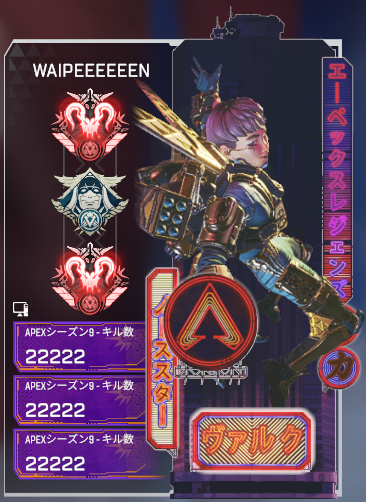 WAIPEEEEEEN
エーペックスレジェンズ
APEXシーズン9 - キル数
22222
APEXシーズン9 - キル数
22222
APEXシーズン9 - キル数
22222
ノーススター
カ
ヴァルク